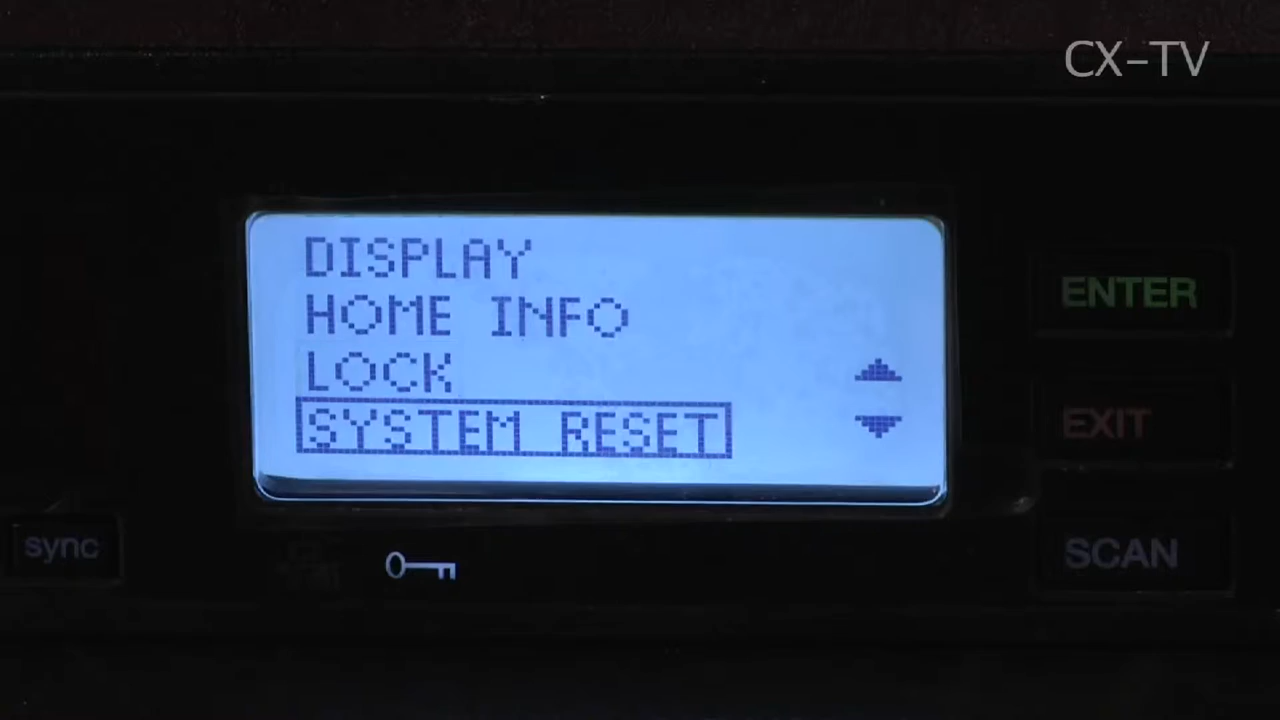 CX-TV
DISPLAY
HOME INFO
LOCK
SYSTEM RESET
ENTER
EXIT
SCAN
sync